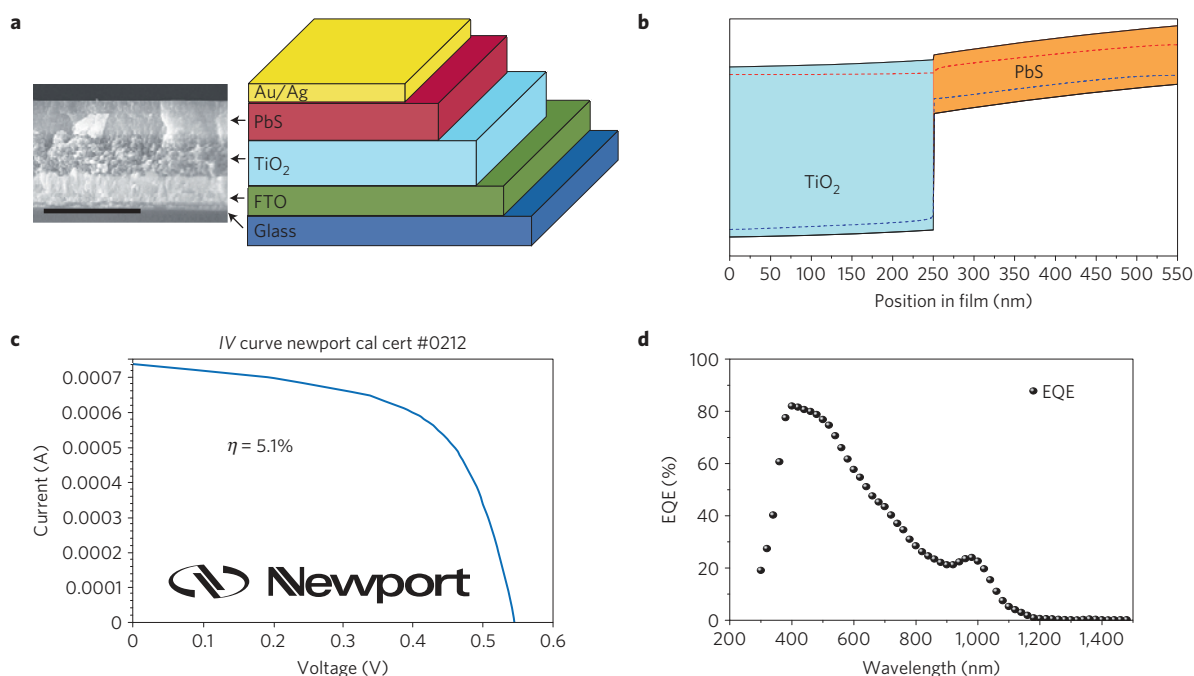 a
Au/Ag
PbS
TiO₂
FTO
Glass
b
PbS
TiO₂
0 50 100 150 200 250 300 350 400 450 500 550
Position in film (nm)
c
IV curve newport cal cert #0212
0.0007
0.0006
0.0005
0.0004
0.0003
0.0002
0.0001
0
Current (A)
η = 5.1%
Newport
0 0.1 0.2 0.3 0.4 0.5 0.6
Voltage (V)
d
100
80
60
40
20
0
EQE (%)
EQE
200 400 600 800 1,000 1,200 1,400
Wavelength (nm)